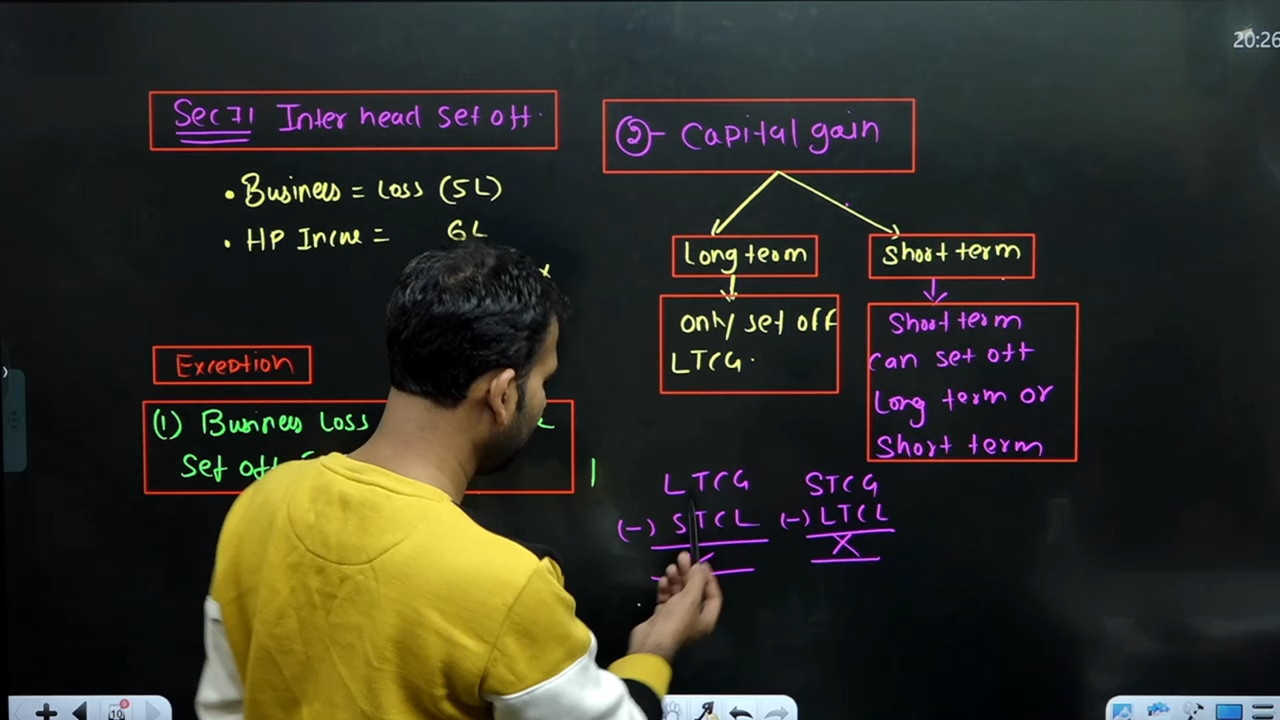 20:26
Sec 71 Inter head set off
• Business = Loss (5L)
• HP Incme = 6L
x
Exception
(1) Business Loss
Set off
2- Capital gain
Long term
Short term
only set off
LTCG.
Short term
can set off
Long term or
Short term
LTCG
(-) STCL
STCG
(-) LTCL
X